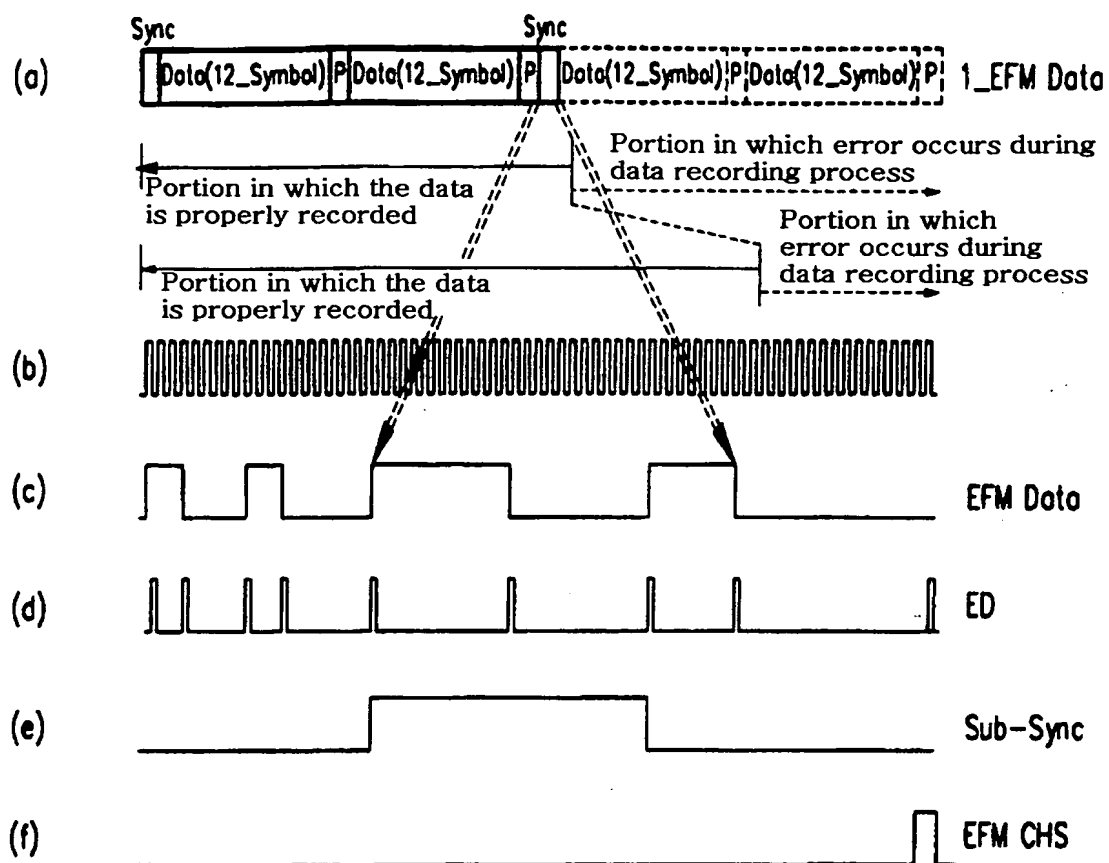 Sync Sync
(a) Data(12_Symbol) P Data(12_Symbol) P Data(12_Symbol) P Data(12_Symbol) P 1_EFM Data
Portion in which error occurs during
data recording process
Portion in which the data
is properly recorded
Portion in which
error occurs during
data recording process
Portion in which the data
is properly recorded
(b)
(c) EFM Data
(d) ED
(e) Sub-Sync
(f) EFM CHS